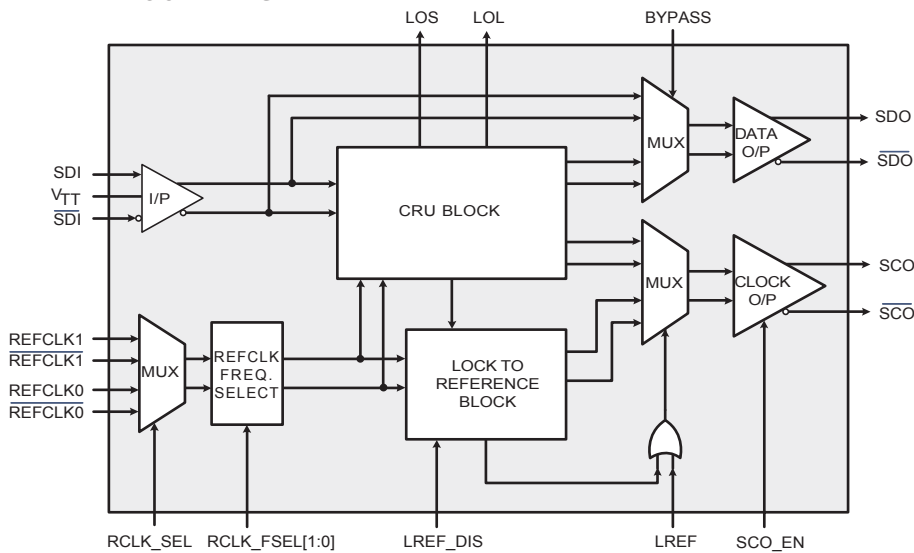 LOS
LOL
BYPASS
SDI
VTT
SDI
I/P
CRU BLOCK
MUX
DATA
O/P
SDO
SDO
MUX
CLOCK
O/P
SCO
SCO
REFCLK1
REFCLK1
REFCLK0
REFCLK0
MUX
REFCLK
FREQ.
SELECT
LOCK TO
REFERENCE
BLOCK
RCLK_SEL
RCLK_FSEL[1:0]
LREF_DIS
LREF
SCO_EN